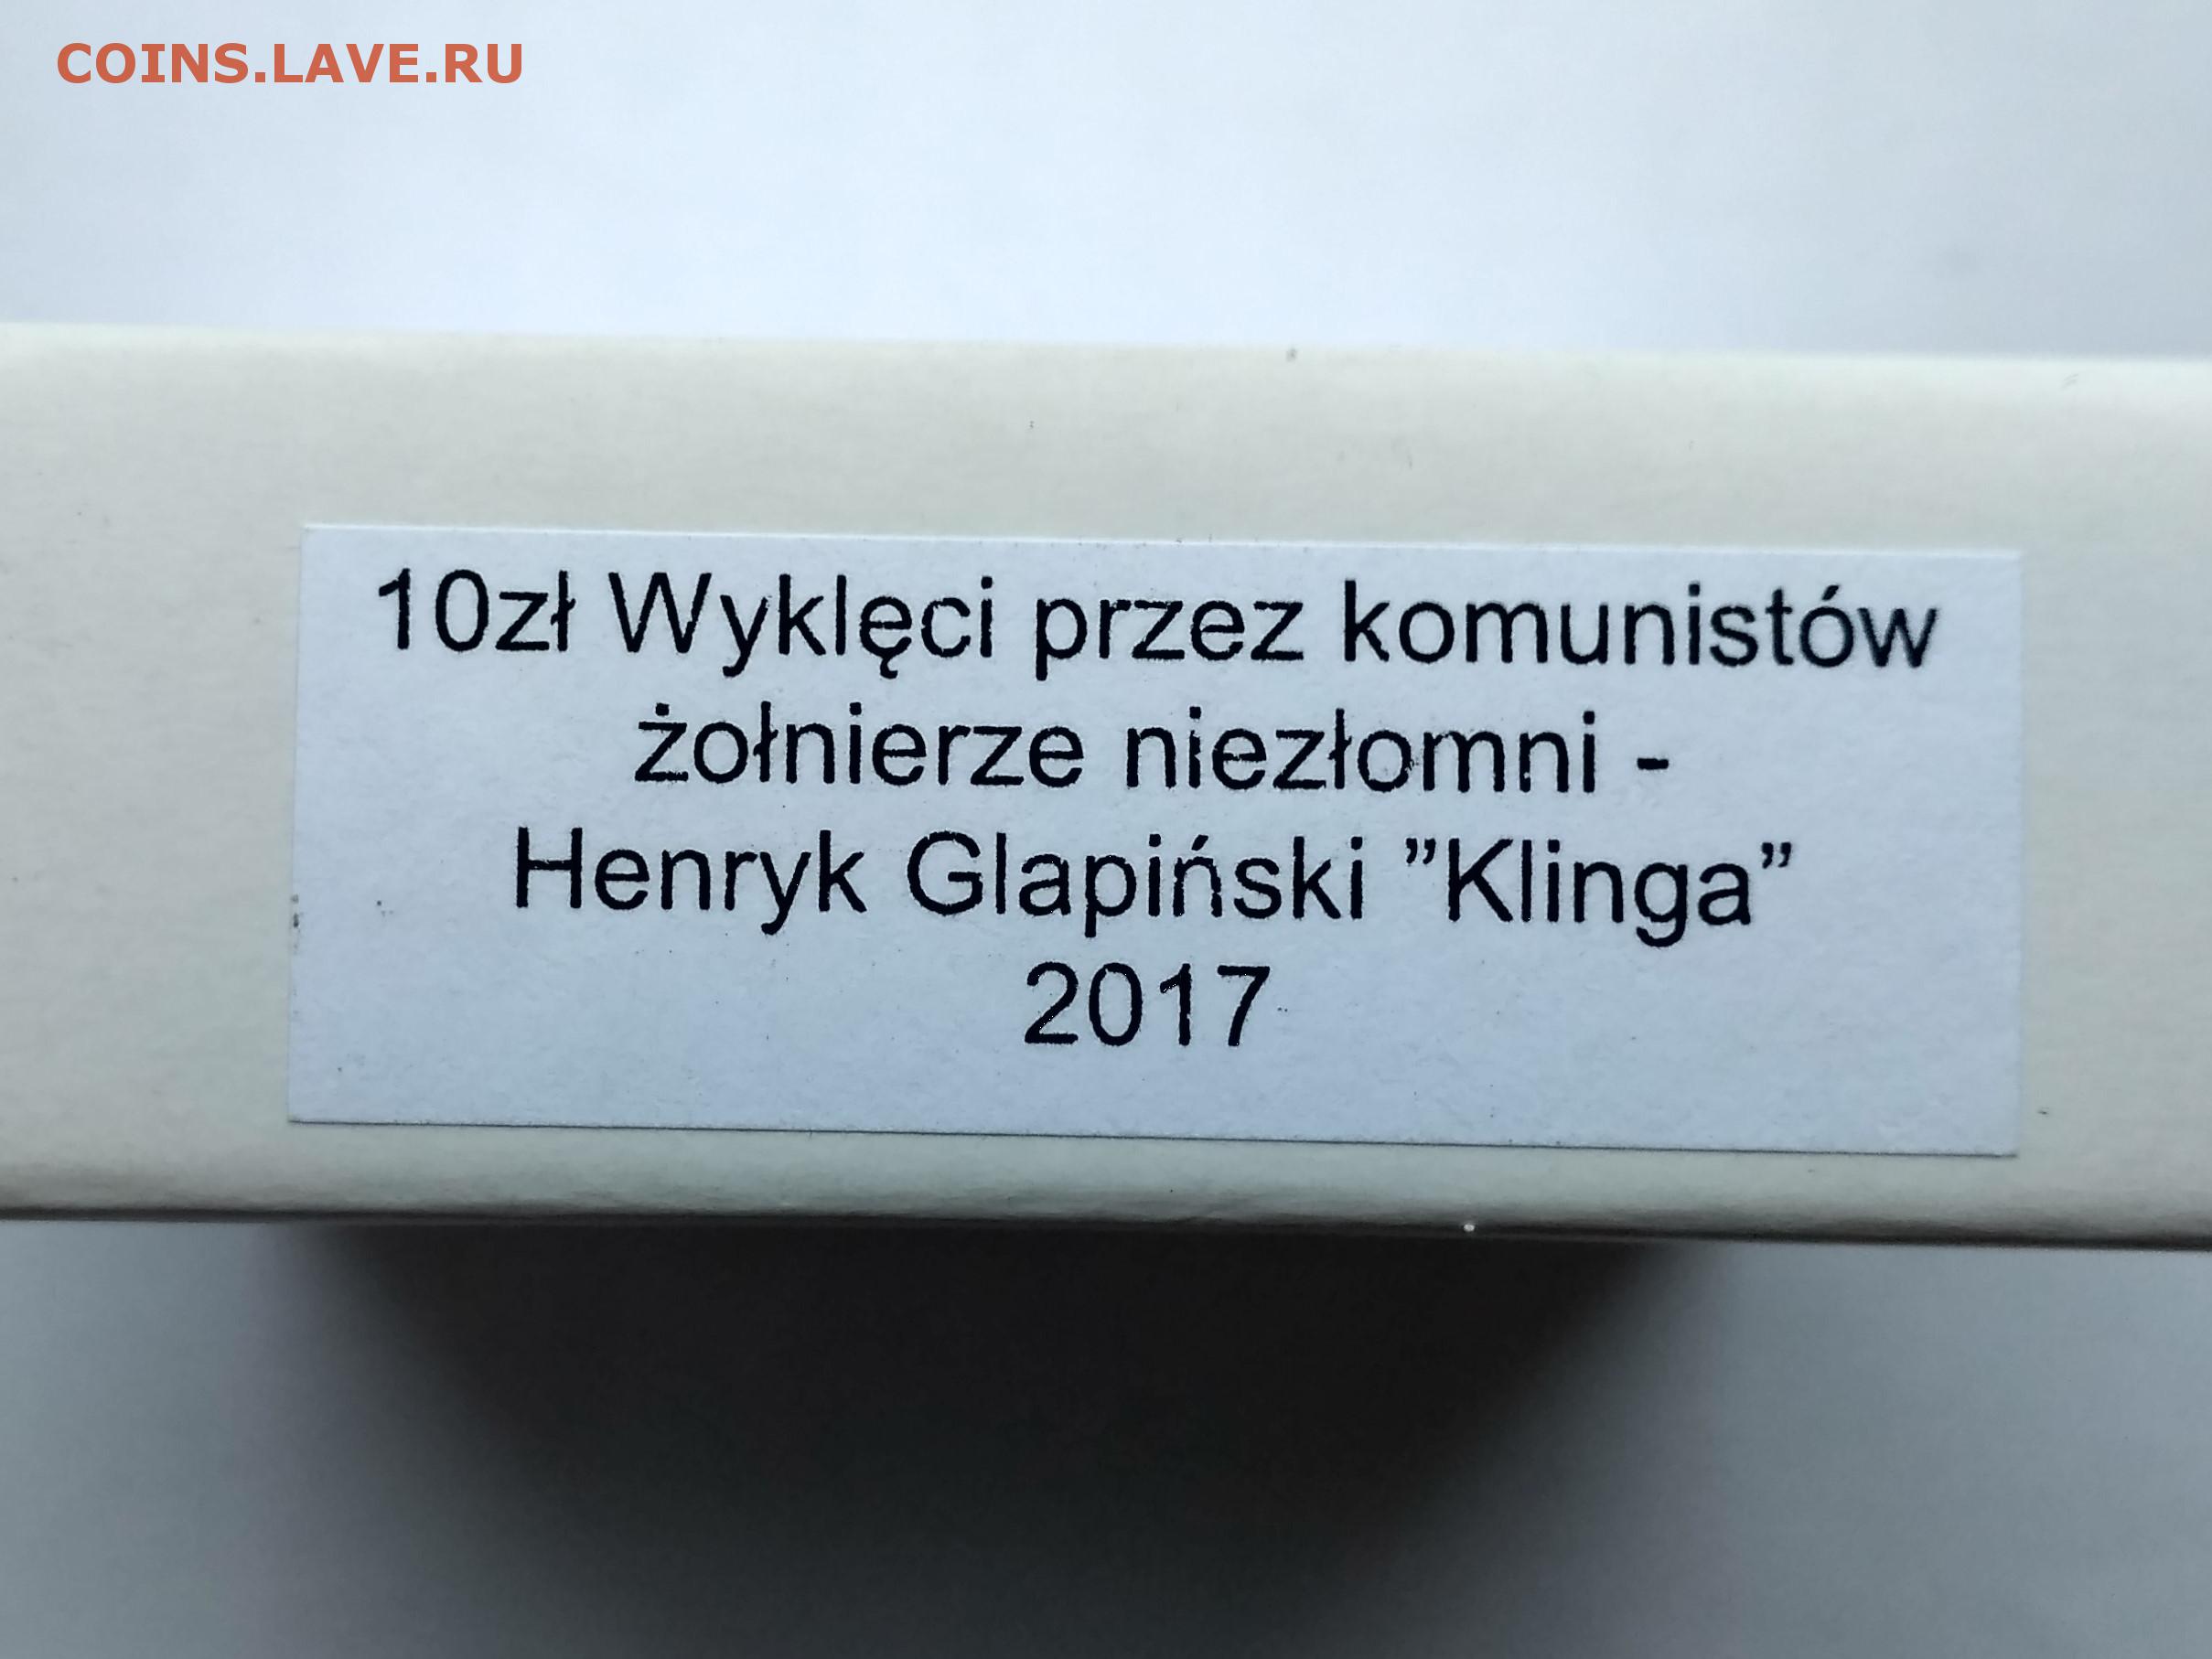 COINS.LAVE.RU
10zł Wyklęci przez komunistów
żołnierze niezłomni -
Henryk Glapiński ”Klinga”
2017